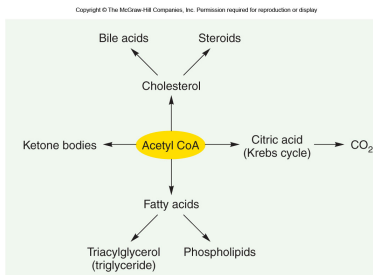 Copyright © The McGraw-Hill Companies, Inc. Permission required for reproduction or display
Bile acids
Steroids
Cholesterol
Ketone bodies
Acetyl CoA
Citric acid
(Krebs cycle)
CO₂
Fatty acids
Triacylglycerol
(triglyceride)
Phospholipids